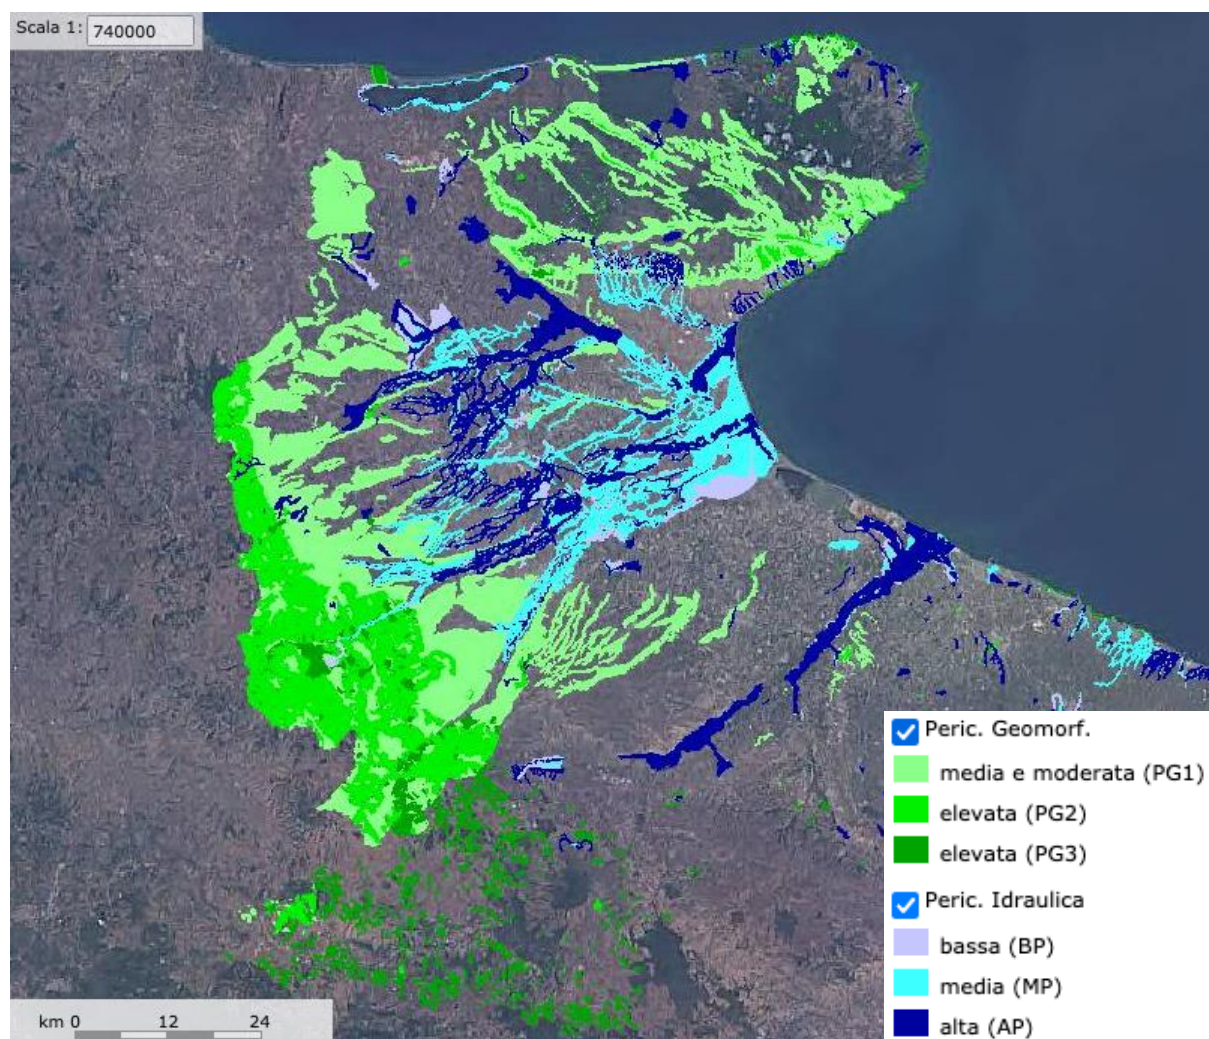 Scala 1: 740000
Peric. Geomorf.
media e moderata (PG1)
elevata (PG2)
elevata (PG3)
Peric. Idraulica
bassa (BP)
media (MP)
alta (AP)
km 0 12 24